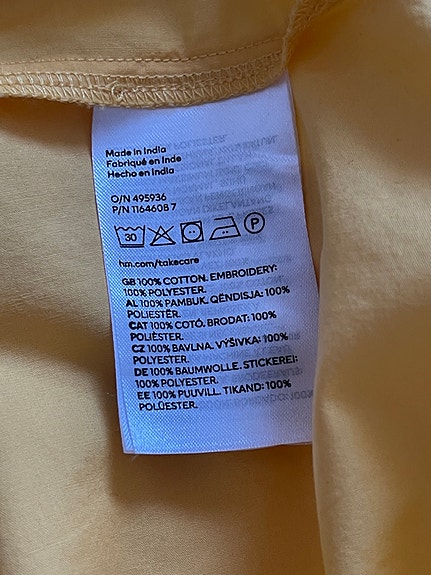 Made in India
Fabriqué en Inde
Hecho en India
O/N 495936
P/N 1164608 7
30 P
hm.com/takecare
GB 100% COTTON. EMBROIDERY:
100% POLYESTER.
AL 100% PAMBUK. QËNDISJA: 100%
POLIESTËR.
CAT 100% COTÓ. BRODAT: 100%
POLIÈSTER.
CZ 100% BAVLNA. VÝŠIVKA: 100%
POLYESTER.
DE 100% BAUMWOLLE. STICKEREI:
100% POLYESTER.
EE 100% PUUVILL. TIKAND: 100%
POLÜESTER.